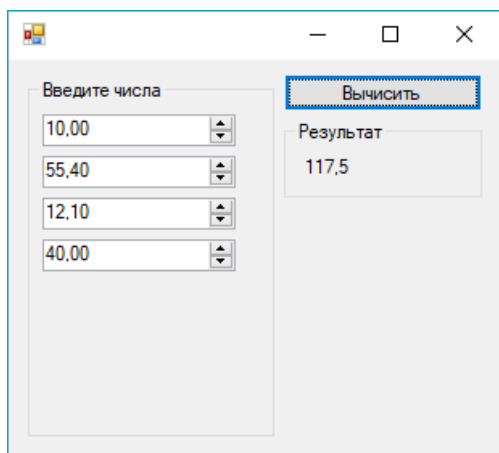 Введите числа
10,00
55,40
12,10
40,00
Вычисить
Результат
117,5